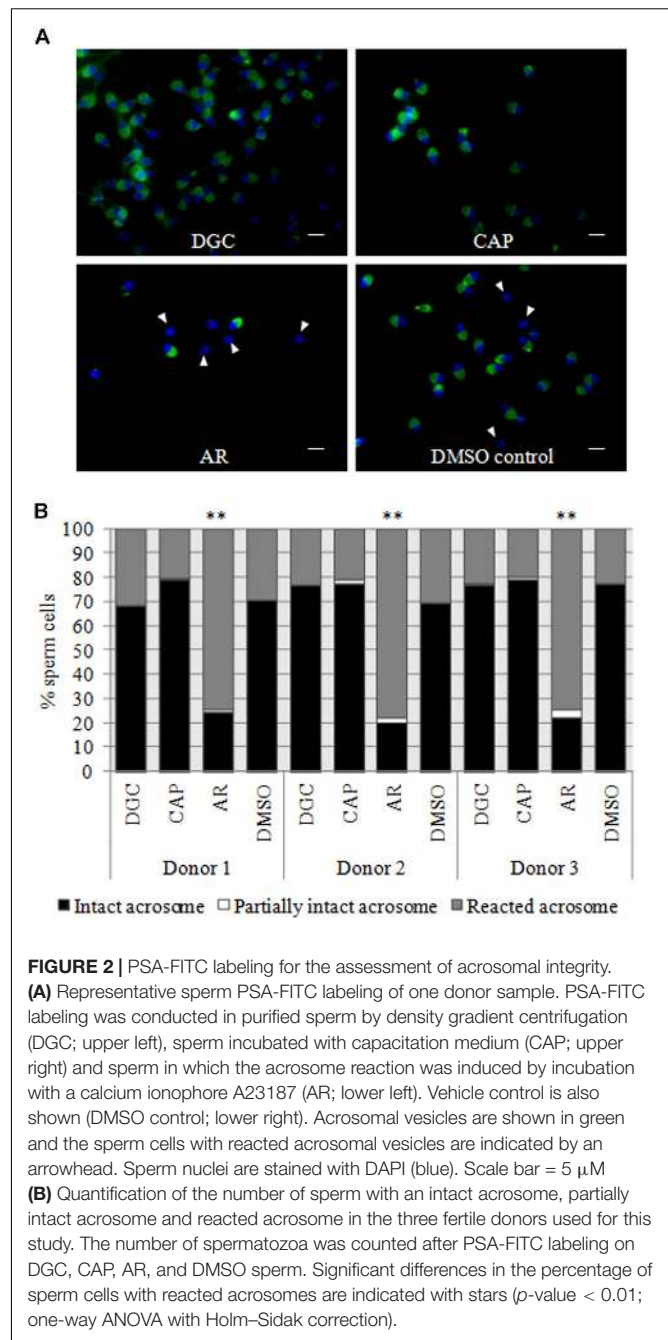 A
DGC
CAP
AR
DMSO control
B
** ** **
100
90
80
70
60
50
40
30
20
10
0
% sperm cells
DGC CAP AR DMSO DGC CAP AR DMSO DGC CAP AR DMSO
Donor 1 Donor 2 Donor 3
Intact acrosome Partially intact acrosome Reacted acrosome
FIGURE 2 | PSA-FITC labeling for the assessment of acrosomal integrity.
(A) Representative sperm PSA-FITC labeling of one donor sample. PSA-FITC
labeling was conducted in purified sperm by density gradient centrifugation
(DGC; upper left), sperm incubated with capacitation medium (CAP; upper
right) and sperm in which the acrosome reaction was induced by incubation
with a calcium ionophore A23187 (AR; lower left). Vehicle control is also
shown (DMSO control; lower right). Acrosomal vesicles are shown in green
and the sperm cells with reacted acrosomal vesicles are indicated by an
arrowhead. Sperm nuclei are stained with DAPI (blue). Scale bar = 5 μM
(B) Quantification of the number of sperm with an intact acrosome, partially
intact acrosome and reacted acrosome in the three fertile donors used for this
study. The number of spermatozoa was counted after PSA-FITC labeling on
DGC, CAP, AR, and DMSO sperm. Significant differences in the percentage of
sperm cells with reacted acrosomes are indicated with stars (p-value < 0.01;
one-way ANOVA with Holm–Sidak correction).